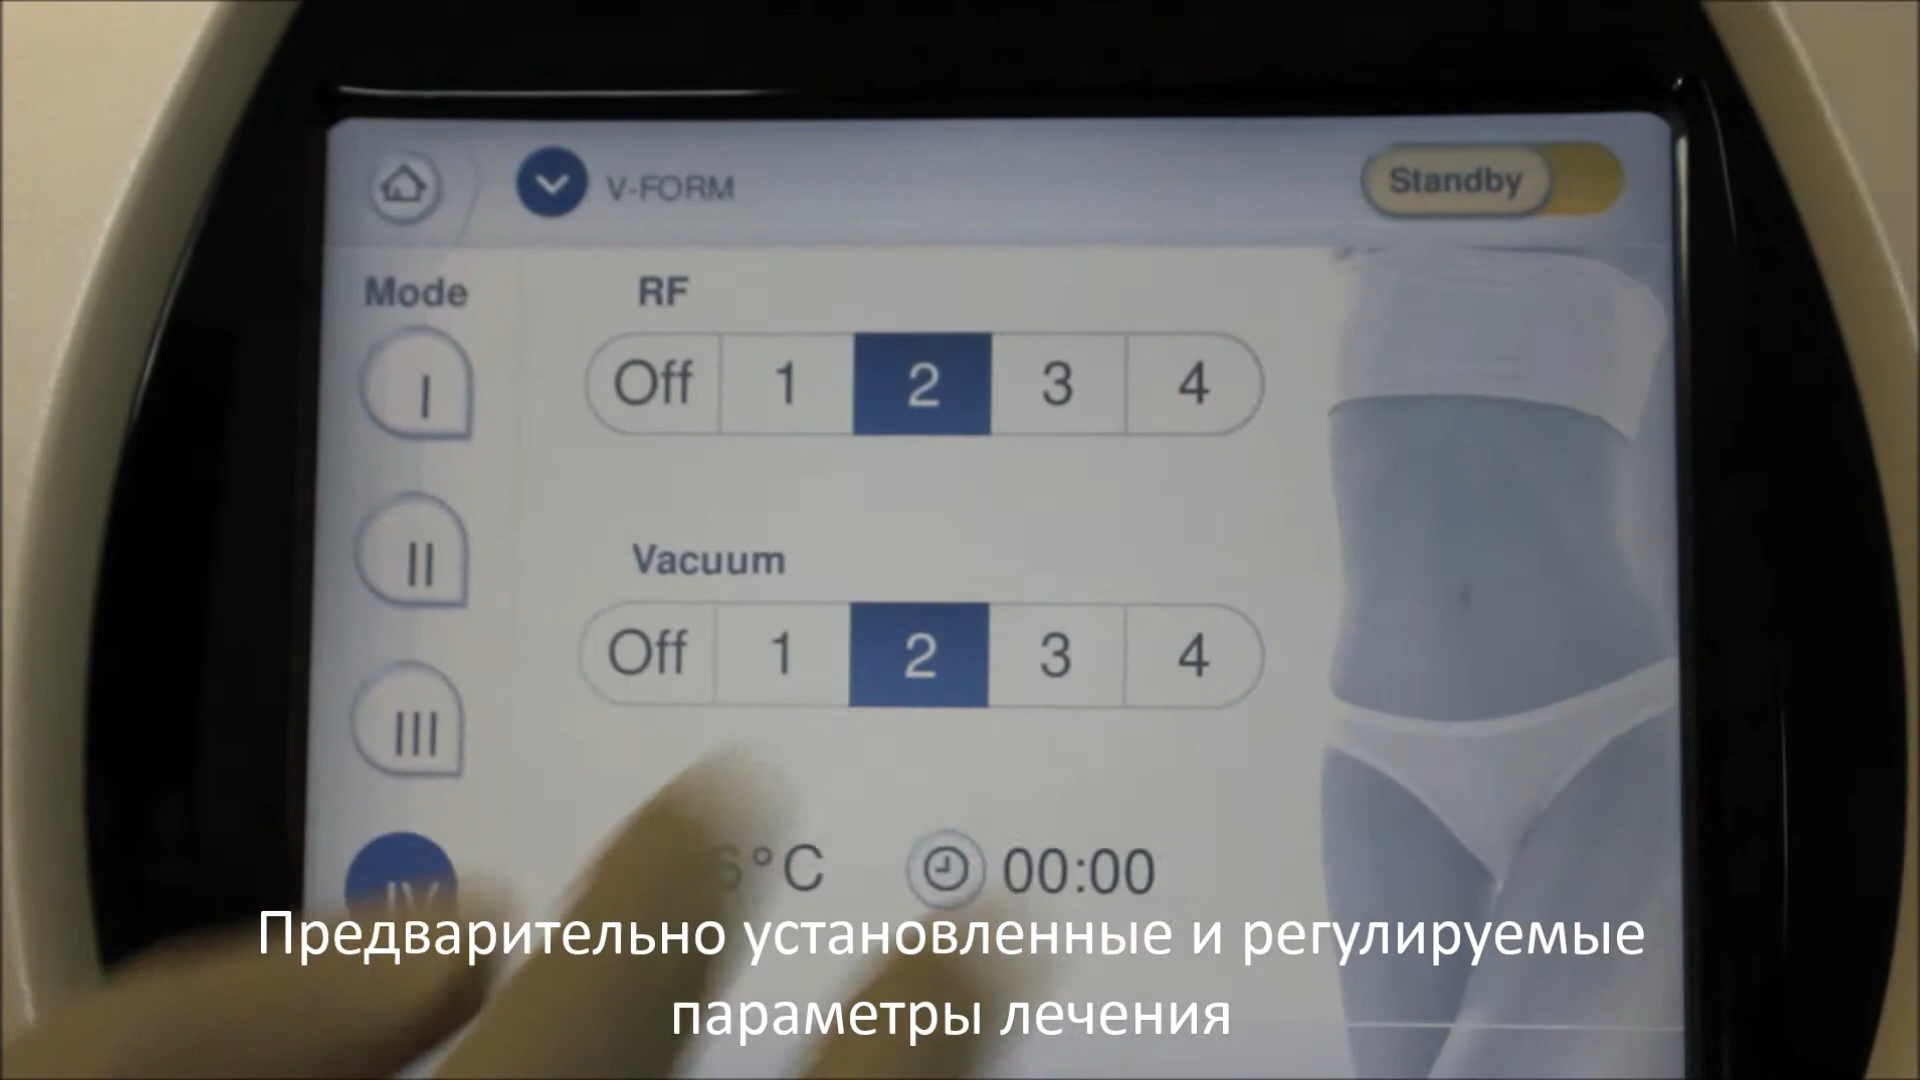 V-FORM
Standby
Mode
RF
I
Off 1 2 3 4
II
Vacuum
Off 1 2 3 4
III
°C 00:00
IV
Предварительно установленные и регулируемые
параметры лечения